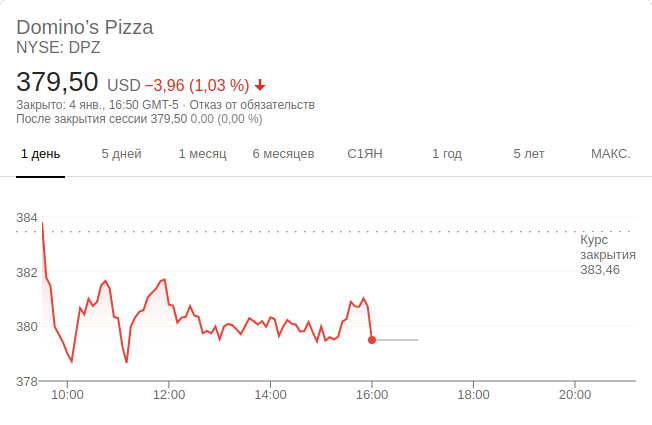 Domino’s Pizza
NYSE: DPZ
379,50 USD −3,96 (1,03 %)
Закрыто: 4 янв., 16:50 GMT-5 · Отказ от обязательств
После закрытия сессии 379,50 0,00 (0,00 %)
1 день 5 дней 1 месяц 6 месяцев С1ЯН 1 год 5 лет МАКС.
384
Курс
закрытия
383,46
382
380
378
10:00 12:00 14:00 16:00 18:00 20:00